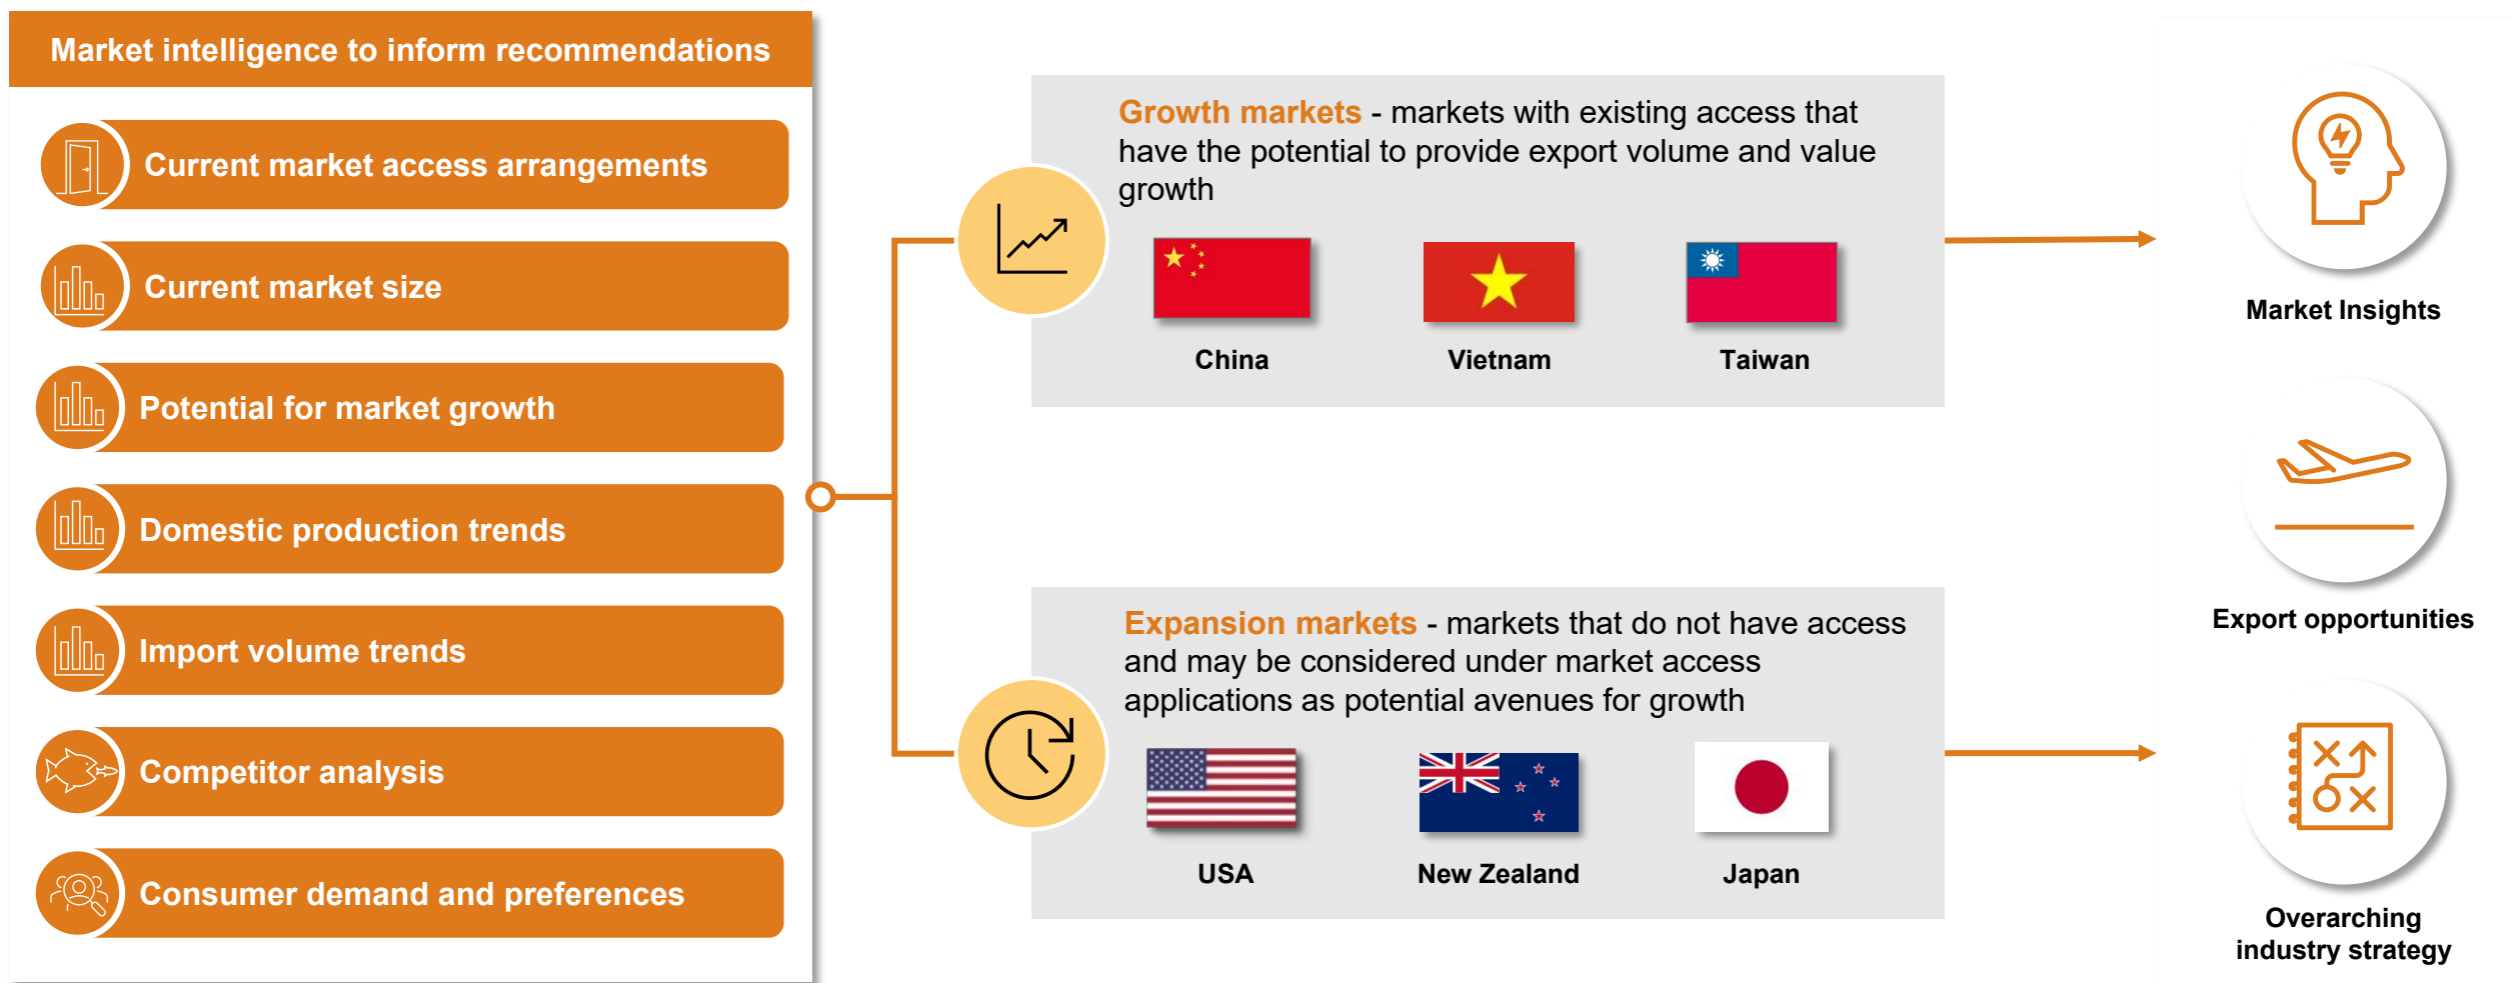 Market intelligence to inform recommendations
Current market access arrangements
Current market size
Potential for market growth
Domestic production trends
Import volume trends
Competitor analysis
Consumer demand and preferences
Growth markets - markets with existing access that
have the potential to provide export volume and value
growth
China
Vietnam
Taiwan
Expansion markets - markets that do not have access
and may be considered under market access
applications as potential avenues for growth
USA
New Zealand
Japan
Market Insights
Export opportunities
Overarching
industry strategy